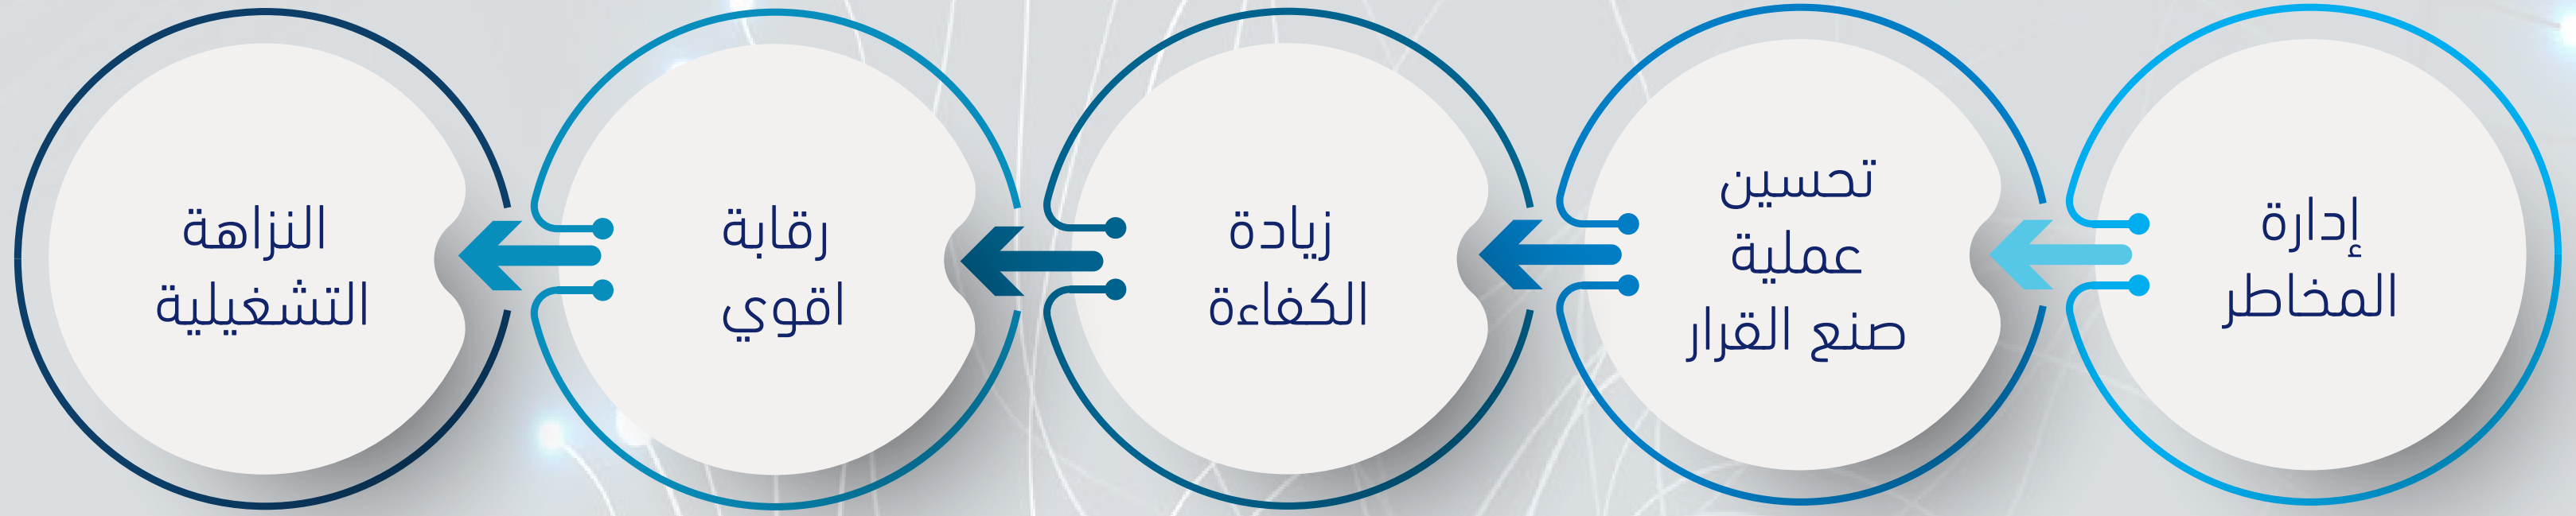 إدارة
المخاطر
تحسين
عملية
صنع القرار
زيادة
الكفاءة
رقابة
اقوي
النزاهة
التشغيلية